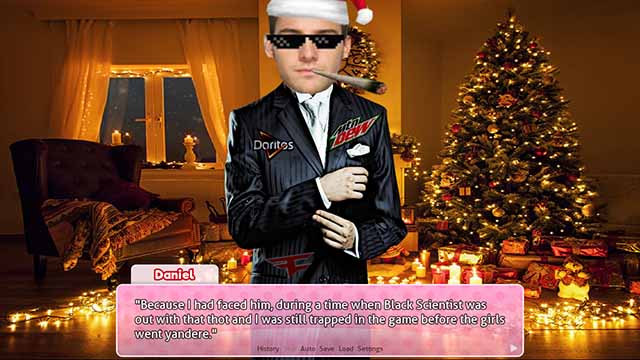 Doritos
mtn
DEW
Daniel
"Because I had faced him, during a time when Black Scientist was
out with that thot and I was still trapped in the game before the girls
went yandere."
History Auto Save Load Settings